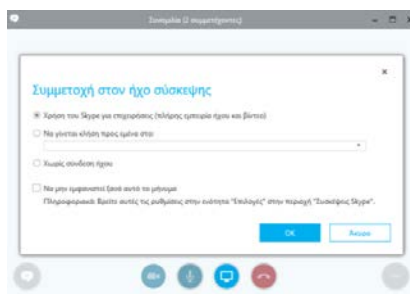 Συνομιλία (2 συμμετέχοντες)
Συμμετοχή στον ήχο σύσκεψης
Χρήση του Skype για επιχειρήσεις (πλήρης εμπειρία ήχου και βίντεο)
Να γίνεται κλήση προς εμένα στο:
Χωρίς σύνδεση ήχου
Να μην εμφανιστεί ξανά αυτό το μήνυμα
Πληροφοριακά: Βρείτε αυτές τις ρυθμίσεις στην ενότητα "Επιλογές" στην περιοχή "Συσκέψεις Skype".
OK
Άκυρο